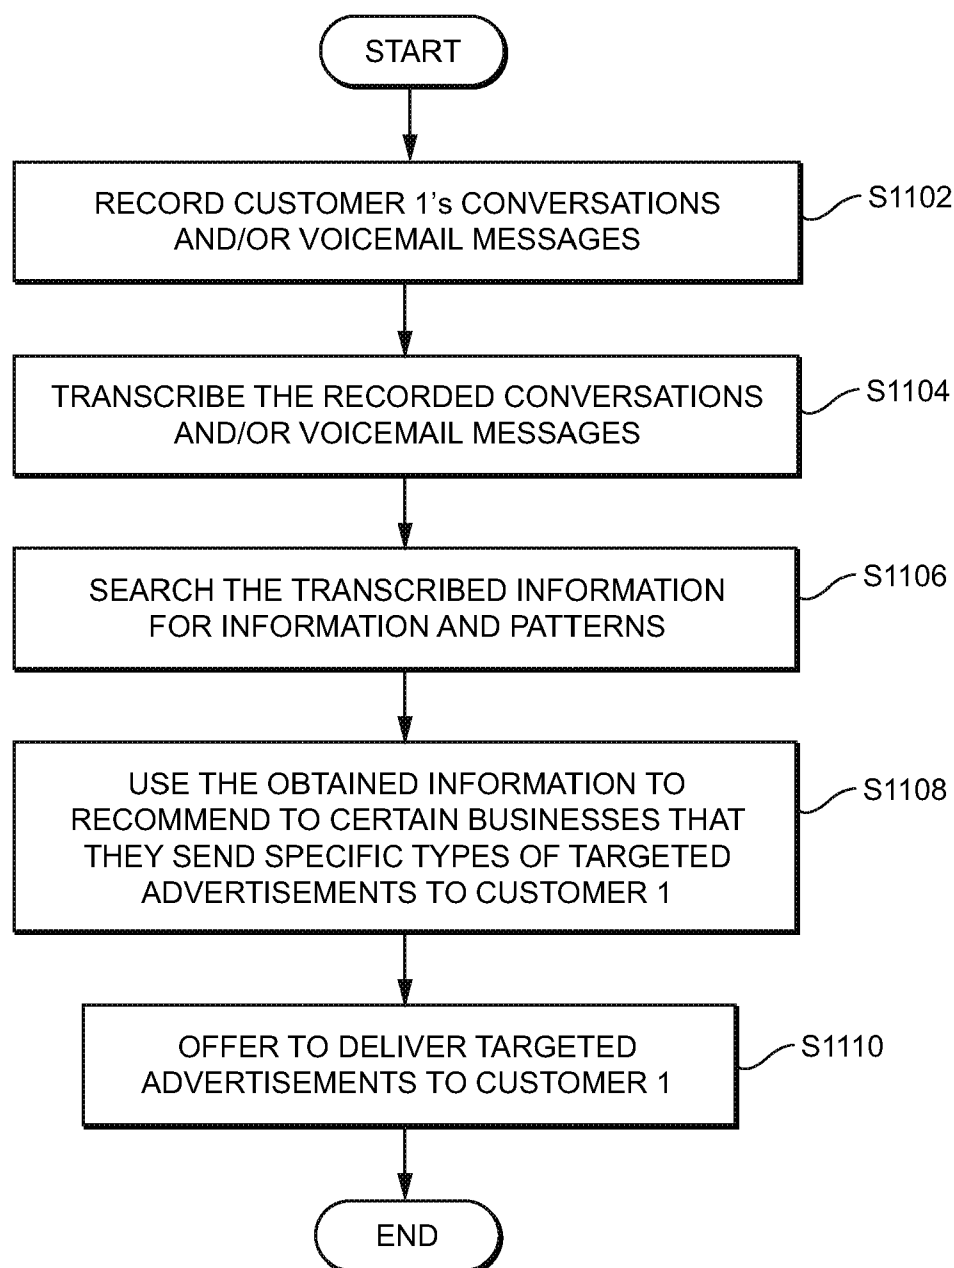 START
RECORD CUSTOMER 1's CONVERSATIONS
AND/OR VOICEMAIL MESSAGES
S1102
TRANSCRIBE THE RECORDED CONVERSATIONS
AND/OR VOICEMAIL MESSAGES
S1104
SEARCH THE TRANSCRIBED INFORMATION
FOR INFORMATION AND PATTERNS
S1106
USE THE OBTAINED INFORMATION TO
RECOMMEND TO CERTAIN BUSINESSES THAT
THEY SEND SPECIFIC TYPES OF TARGETED
ADVERTISEMENTS TO CUSTOMER 1
S1108
OFFER TO DELIVER TARGETED
ADVERTISEMENTS TO CUSTOMER 1
S1110
END